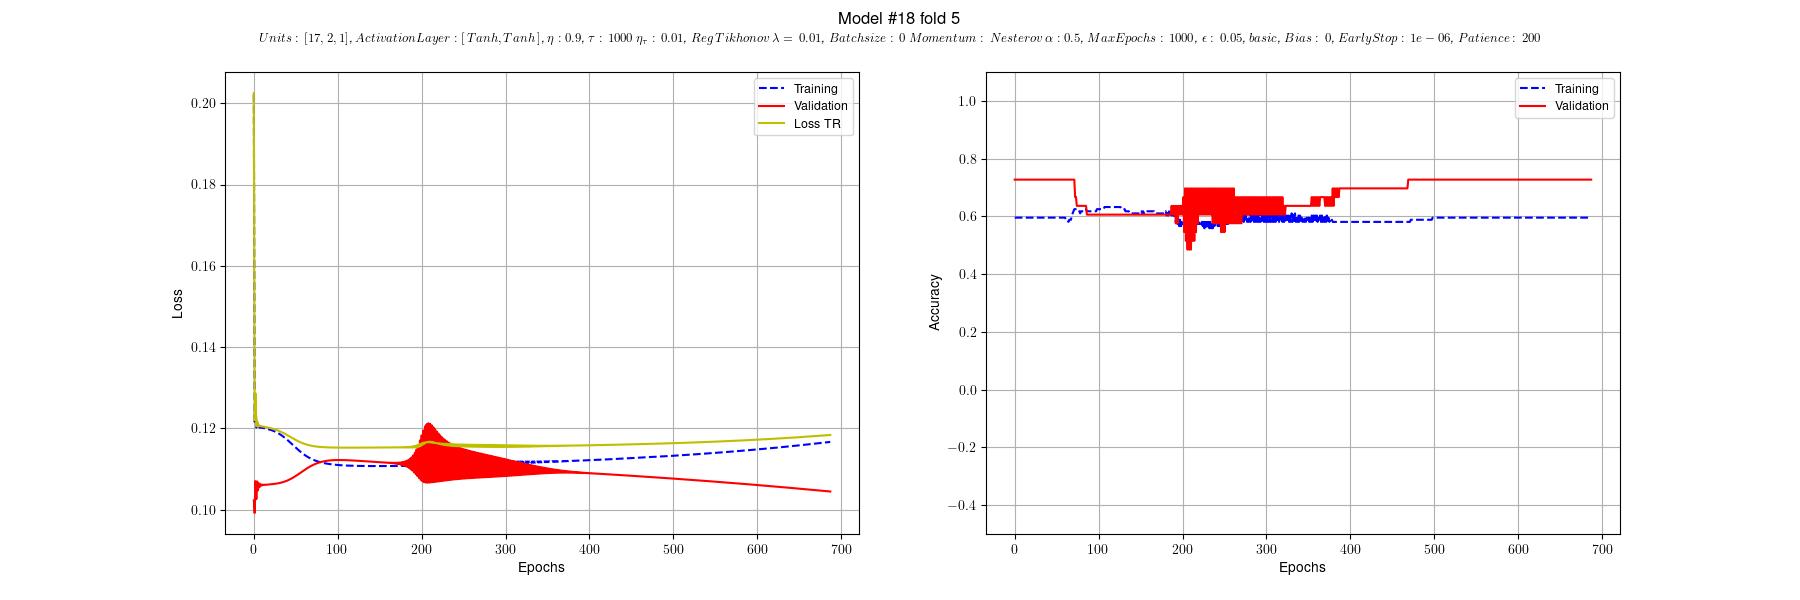 Model #18 fold 5
Units : [17, 2, 1], ActivationLayer : [Tanh, Tanh], η : 0.9, τ : 1000 ητ : 0.01, RegTikhonov λ = 0.01, Batchsize : 0 Momentum : Nesterov α : 0.5, MaxEpochs : 1000, ϵ : 0.05, basic, Bias : 0, EarlyStop : 1e − 06, Patience : 200
Training
Validation
Loss TR
0.20
0.18
0.16
0.14
0.12
0.10
Loss
0 100 200 300 400 500 600 700
Epochs
Training
Validation
1.0
0.8
0.6
0.4
0.2
0.0
−0.2
−0.4
Accuracy
0 100 200 300 400 500 600 700
Epochs